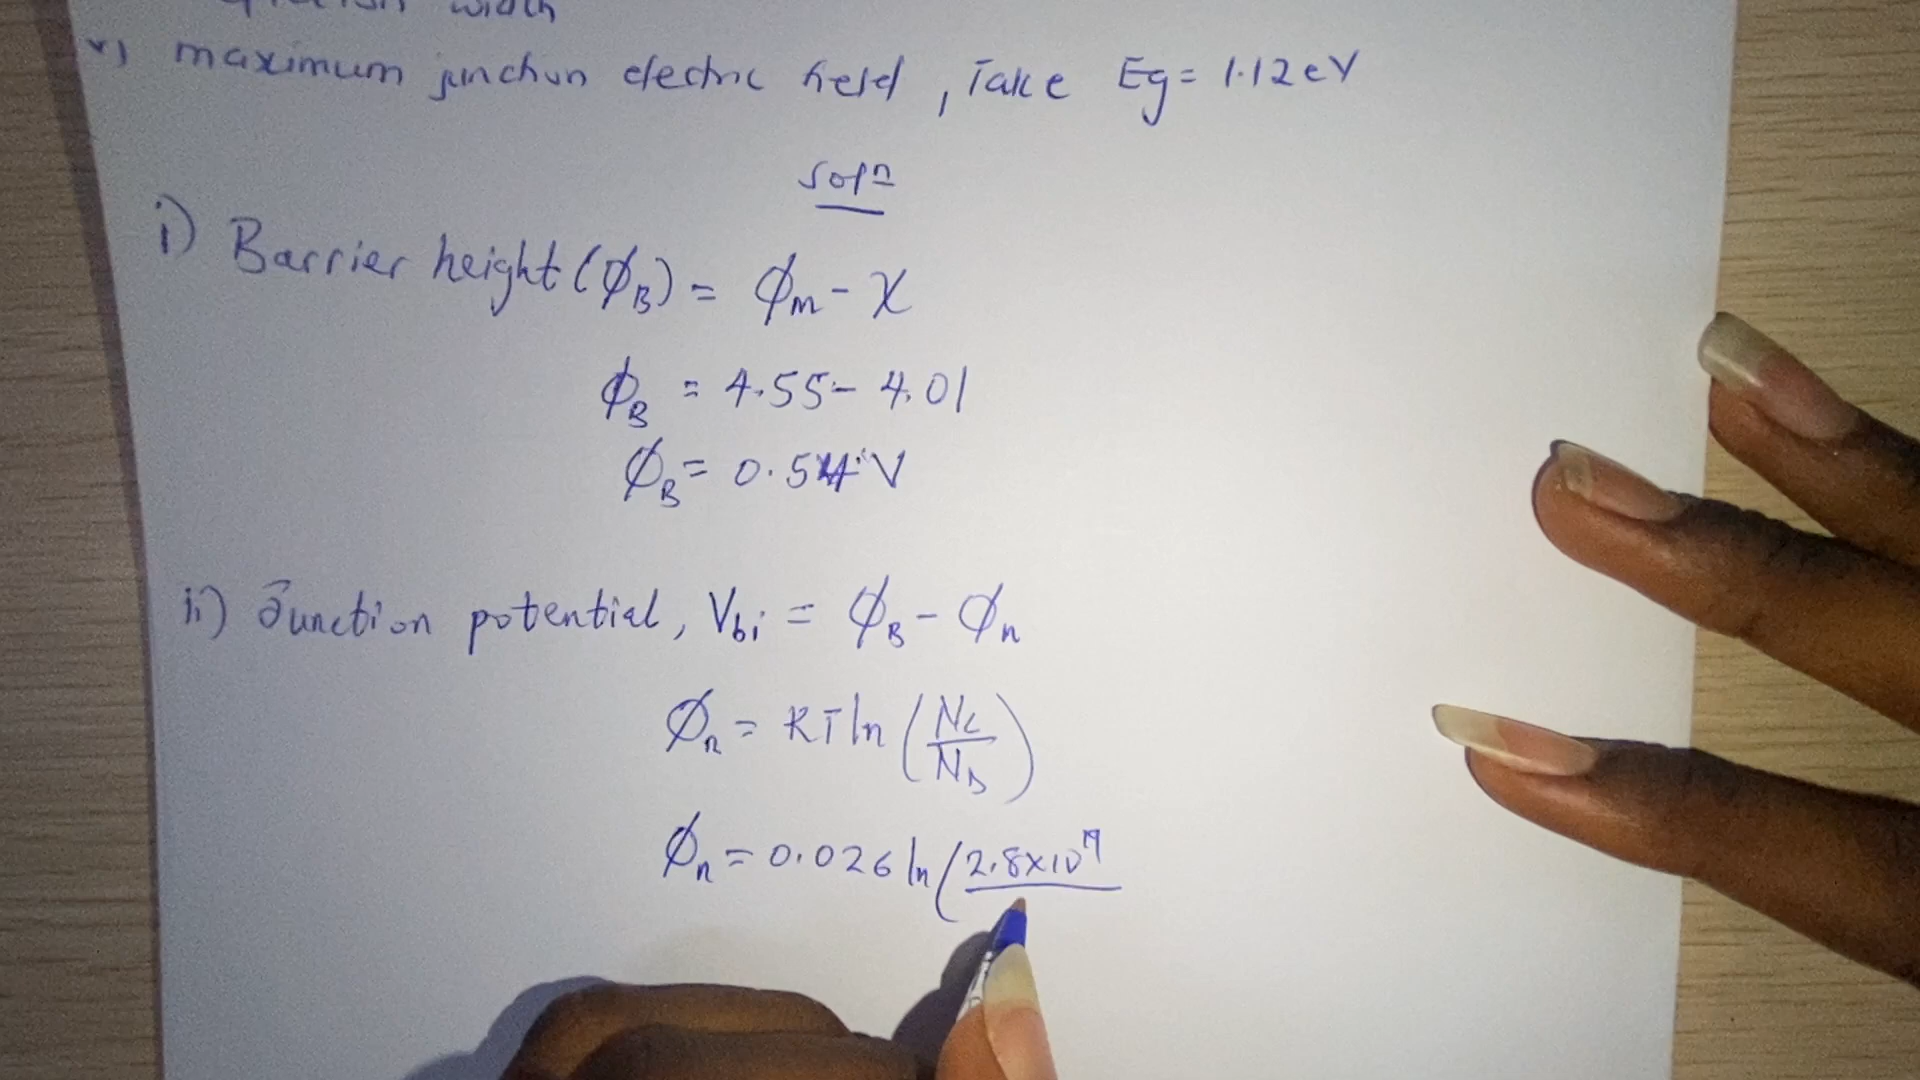 width
v) maximum junction electric field, Take Eg = 1.12eV
Soln
i) Barrier height (ϕB) = ϕm - χ
ϕB = 4.55 - 4.01
ϕB = 0.54 V
ii) Junction potential, Vbi = ϕB - ϕn
ϕn = KT ln (NC/ND)
ϕn = 0.026 ln (2.8x10^19